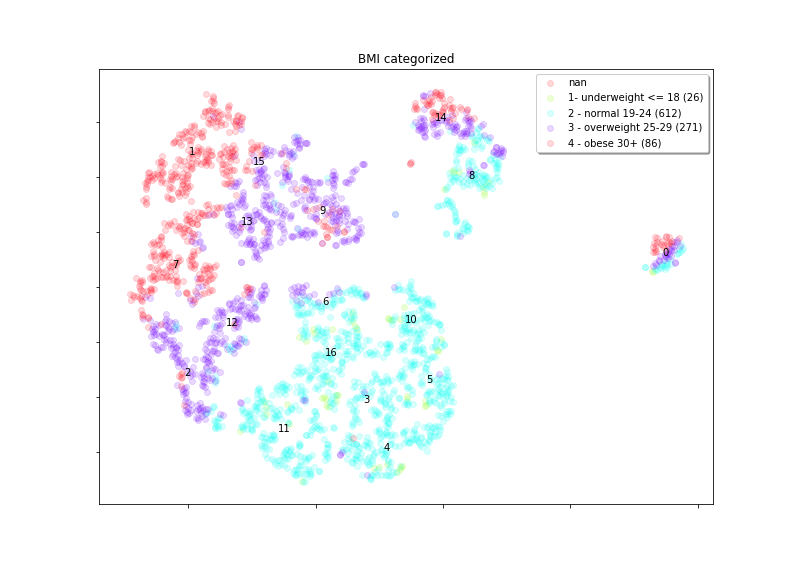 BMI categorized
nan
1- underweight <= 18 (26)
2 - normal 19-24 (612)
3 - overweight 25-29 (271)
4 - obese 30+ (86)
14
1
15
8
9
13
0
7
6
10
12
16
2
5
3
11
4